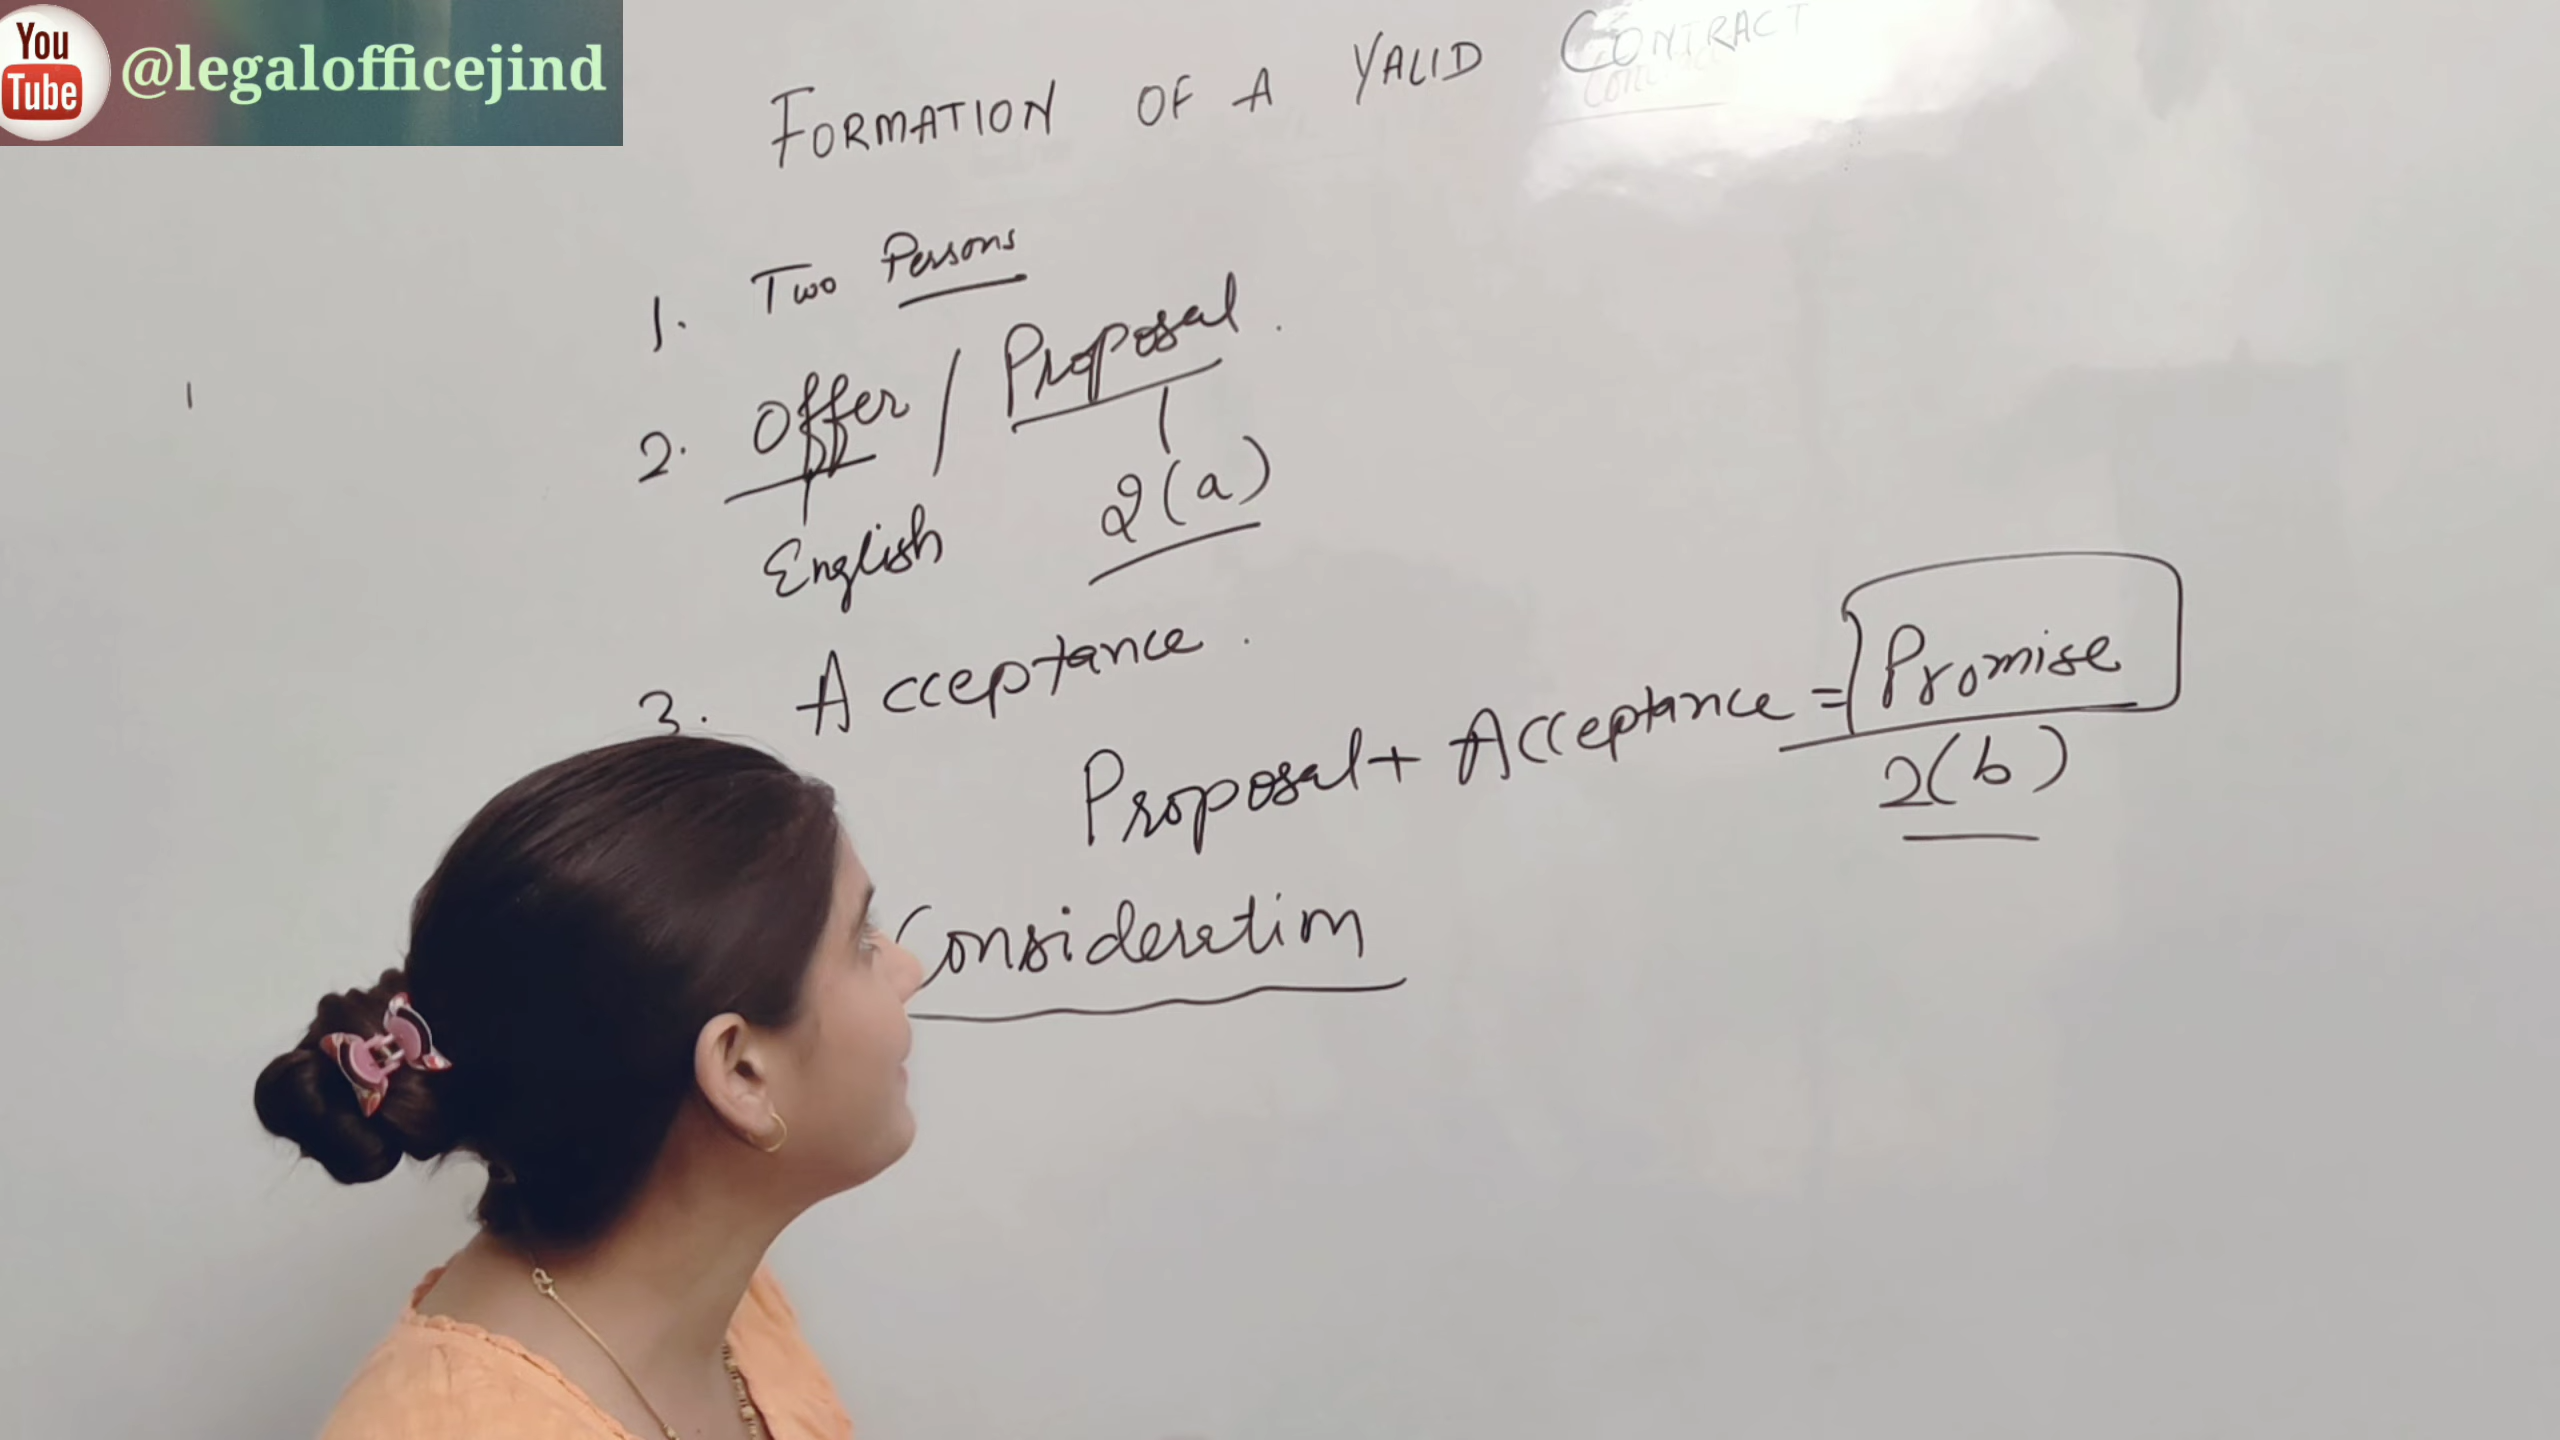 You
Tube
@legalofficejind
FORMATION OF A VALID CONTRACT
1. Two Persons
2. Offer / Proposal.
English 2(a)
3. Acceptance.
Proposal + Acceptance = Promise
2(b)
Consideration